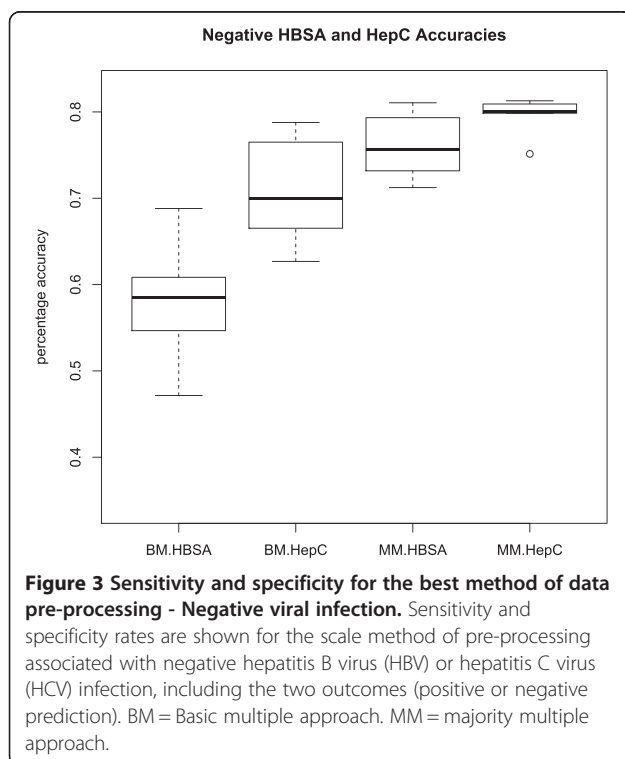 Negative HBSA and HepC Accuracies
percentage accuracy
0.8
0.7
0.6
0.5
0.4
BM.HBSA BM.HepC MM.HBSA MM.HepC
Figure 3 Sensitivity and specificity for the best method of data
pre-processing - Negative viral infection. Sensitivity and
specificity rates are shown for the scale method of pre-processing
associated with negative hepatitis B virus (HBV) or hepatitis C virus
(HCV) infection, including the two outcomes (positive or negative
prediction). BM = Basic multiple approach. MM = majority multiple
approach.